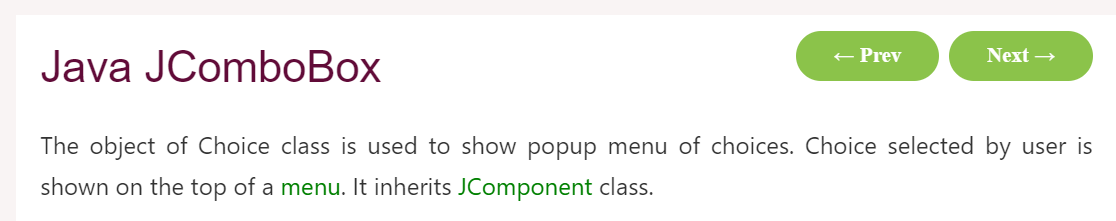 Java JComboBox
← Prev
Next →
The object of Choice class is used to show popup menu of choices. Choice selected by user is
shown on the top of a menu. It inherits JComponent class.